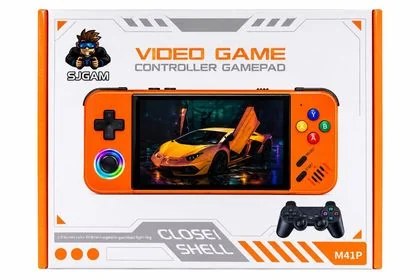 SJGAM
VIDEO GAME
CONTROLLER GAMEPAD
Y
X
B
A
CLOSE!
SHELL
M41P